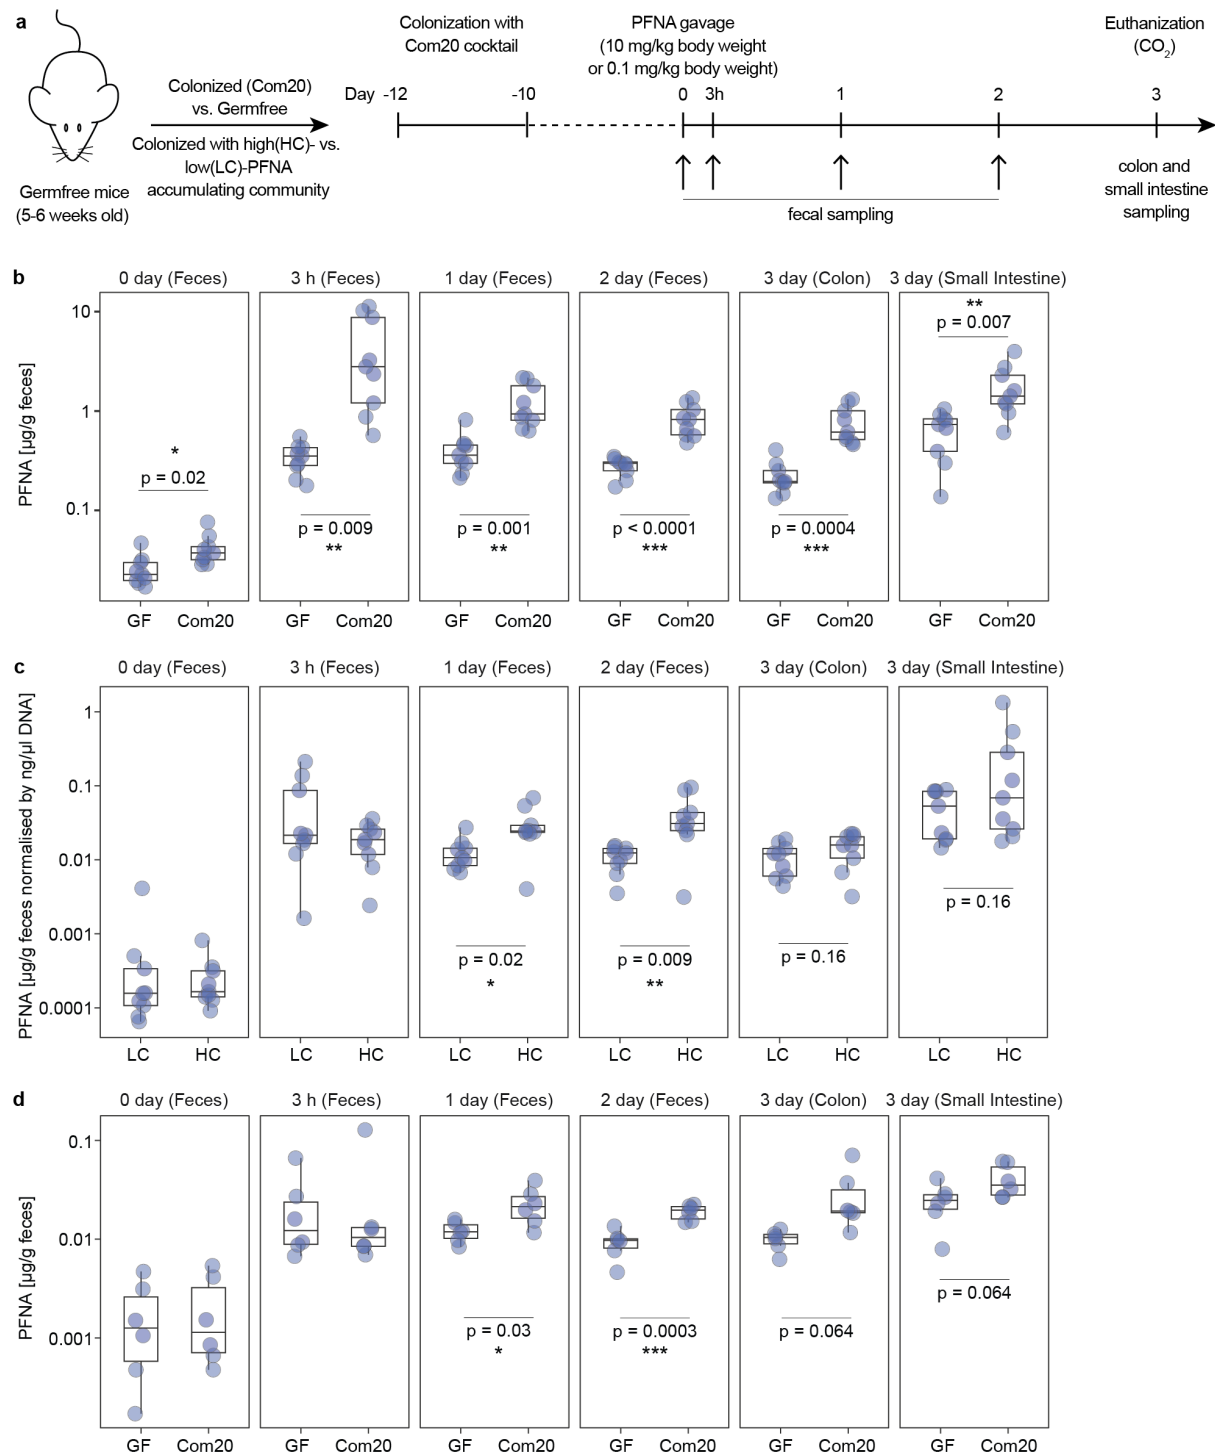 a
Colonization with
Com20 cocktail
PFNA gavage
(10 mg/kg body weight
or 0.1 mg/kg body weight)
Euthanization
(CO2)
Colonized (Com20)
vs. Germfree
Colonized with high(HC)- vs.
low(LC)-PFNA
accumulating community
Germfree mice
(5-6 weeks old)
Day -12 -10 0 3h 1 2 3
fecal sampling
colon and
small intestine
sampling
b
0 day (Feces) 3 h (Feces) 1 day (Feces) 2 day (Feces) 3 day (Colon) 3 day (Small Intestine)
PFNA [µg/g feces]
10
1
0.1
*
p = 0.02
p = 0.009
**
p = 0.001
**
p < 0.0001
***
p = 0.0004
***
**
p = 0.007
GF Com20 GF Com20 GF Com20 GF Com20 GF Com20 GF Com20
c
0 day (Feces) 3 h (Feces) 1 day (Feces) 2 day (Feces) 3 day (Colon) 3 day (Small Intestine)
PFNA [µg/g feces normalised by ng/µl DNA]
1
0.1
0.01
0.001
0.0001
p = 0.02
*
p = 0.009
**
p = 0.16
p = 0.16
LC HC LC HC LC HC LC HC LC HC LC HC
d
0 day (Feces) 3 h (Feces) 1 day (Feces) 2 day (Feces) 3 day (Colon) 3 day (Small Intestine)
PFNA [µg/g feces]
0.1
0.01
0.001
p = 0.03
*
p = 0.0003
***
p = 0.064
p = 0.064
GF Com20 GF Com20 GF Com20 GF Com20 GF Com20 GF Com20